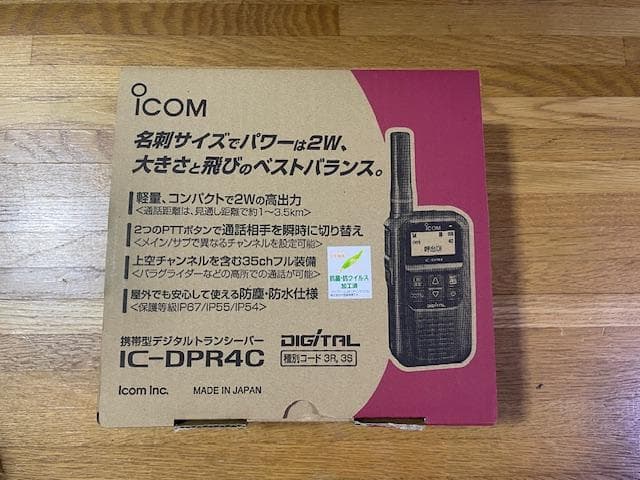 ICOM
名刺サイズでパワーは2W、
大きさと飛びのベストバランス。
軽量、コンパクトで2Wの高出力
<通話距離は、見通し距離で約1~3.5km>
2つのPTTボタンで通話相手を瞬時に切り替え
<メイン/サブで異なるチャンネルを設定可能>
上空チャンネルを含む35chフル装備
<パラグライダーなどの高所での通話が可能>
屋外でも安心して使える防塵・防水仕様
<保護等級IP67/IP55/IP54>
抗菌・抗ウイルス
加工済
呼出ch
携帯型デジタルトランシーバー
IC-DPR4C
DIGITAL
種別コード 3R, 3S
Icom Inc.
MADE IN JAPAN